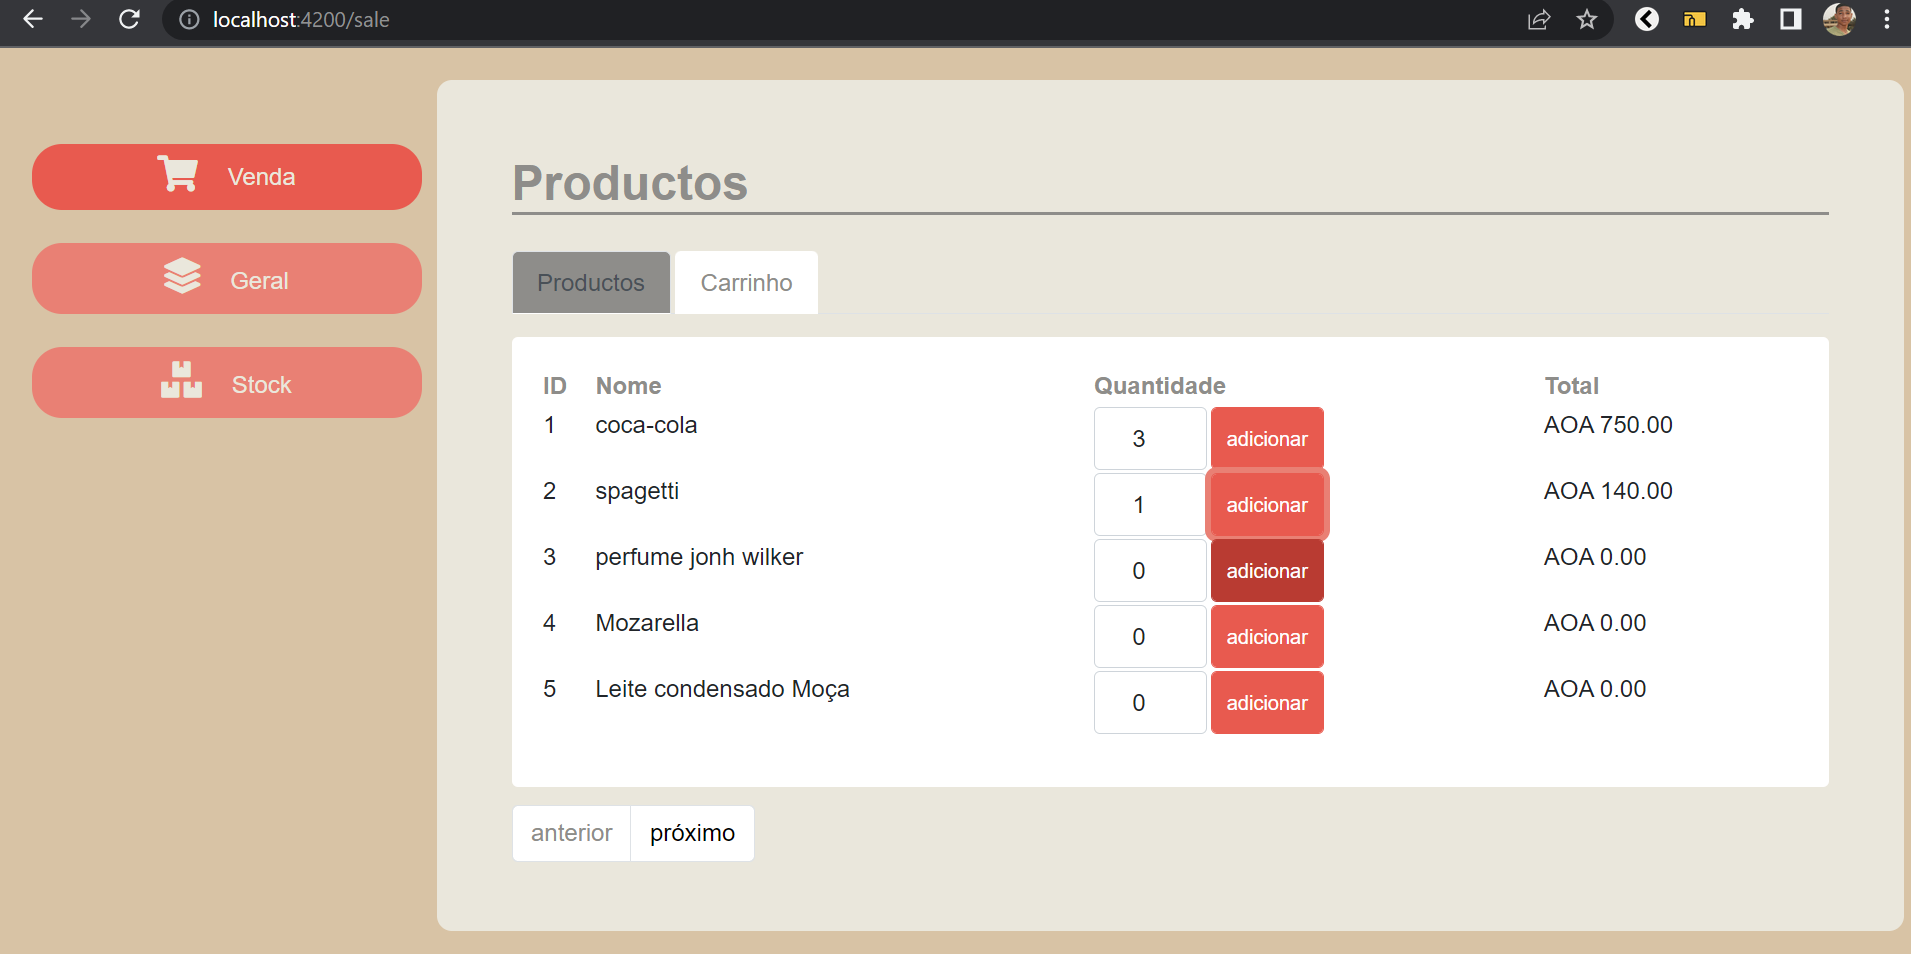 localhost:4200/sale
Venda
Geral
Stock
Productos
Productos Carrinho
ID Nome Quantidade Total
1 coca-cola 3 adicionar AOA 750.00
2 spagetti 1 adicionar AOA 140.00
3 perfume jonh wilker 0 adicionar AOA 0.00
4 Mozarella 0 adicionar AOA 0.00
5 Leite condensado Moça 0 adicionar AOA 0.00
anterior próximo